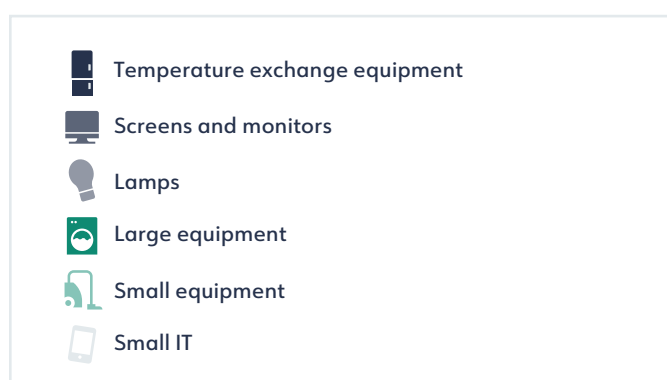 Temperature exchange equipment
Screens and monitors
Lamps
Large equipment
Small equipment
Small IT